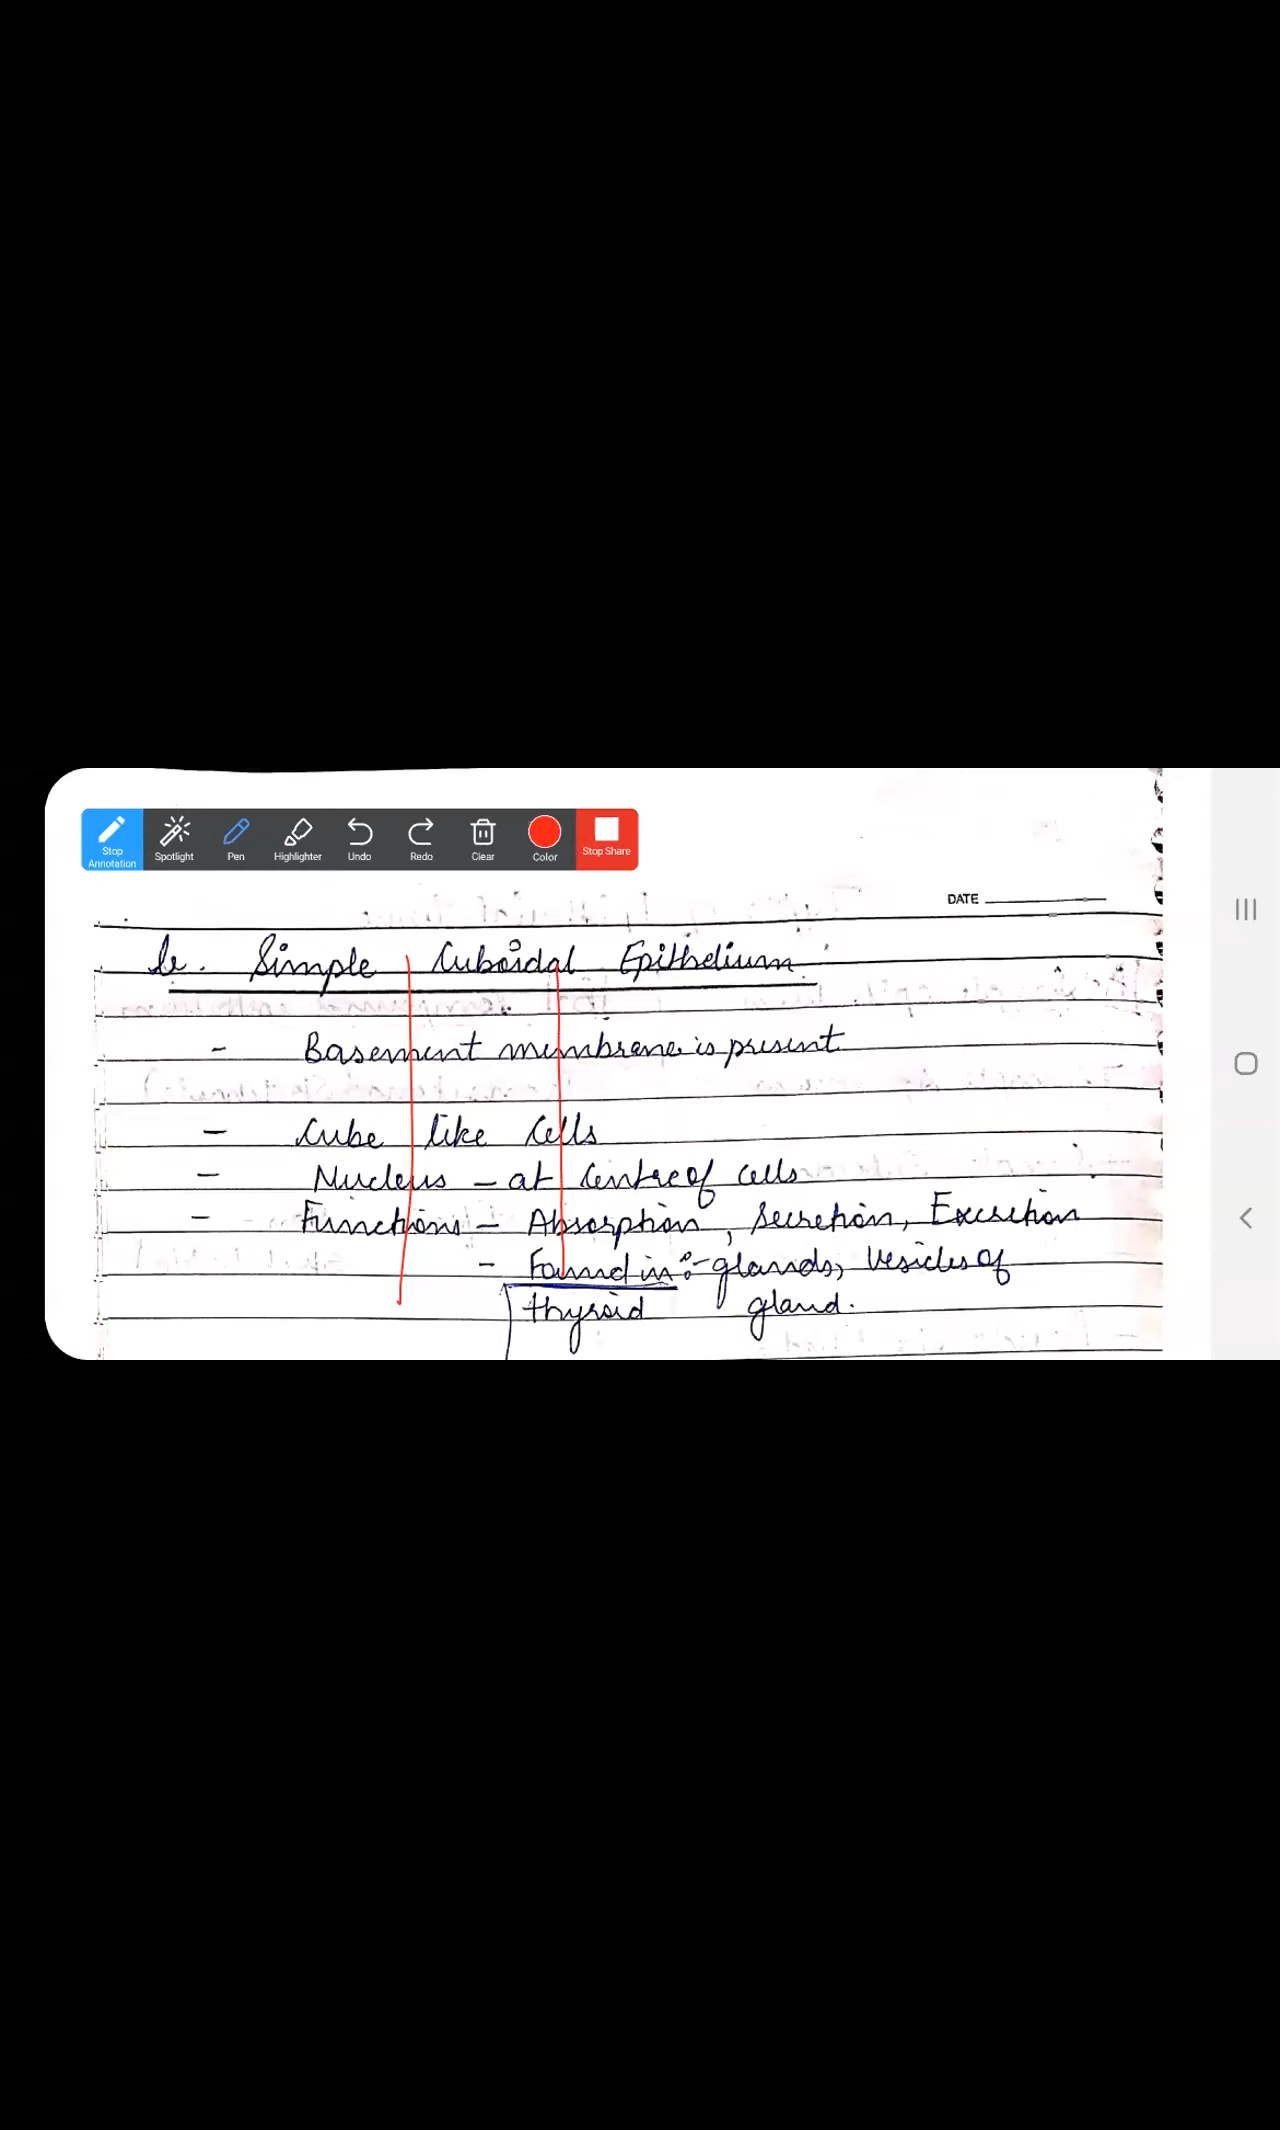 Stop Annotation
Spotlight
Pen
Highlighter
Undo
Redo
Clear
Color
Stop Share
DATE
b. Simple Cuboidal Epithelium
- Basement membrane is present
- Cube like Cells
- Nucleus - at Centre of cells
- Functions - Absorption, Secretion, Excretion
- Found in :- glands, Vesicles of
thyroid gland.